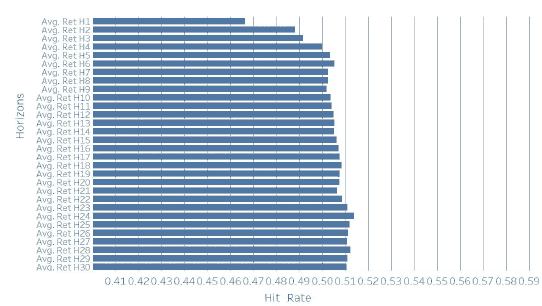 Avg. Ret H1
Avg. Ret H2
Avg. Ret H3
Avg. Ret H4
Avg. Ret H5
Avg. Ret H6
Avg. Ret H7
Avg. Ret H8
Avg. Ret H9
Avg. Ret H10
Avg. Ret H11
Avg. Ret H12
Avg. Ret H13
Avg. Ret H14
Avg. Ret H15
Avg. Ret H16
Avg. Ret H17
Avg. Ret H18
Avg. Ret H19
Avg. Ret H20
Avg. Ret H21
Avg. Ret H22
Avg. Ret H23
Avg. Ret H24
Avg. Ret H25
Avg. Ret H26
Avg. Ret H27
Avg. Ret H28
Avg. Ret H29
Avg. Ret H30
Horizons
0.41 0.42 0.43 0.44 0.45 0.46 0.47 0.48 0.49 0.50 0.51 0.52 0.53 0.54 0.55 0.56 0.57 0.58 0.59
Hit Rate